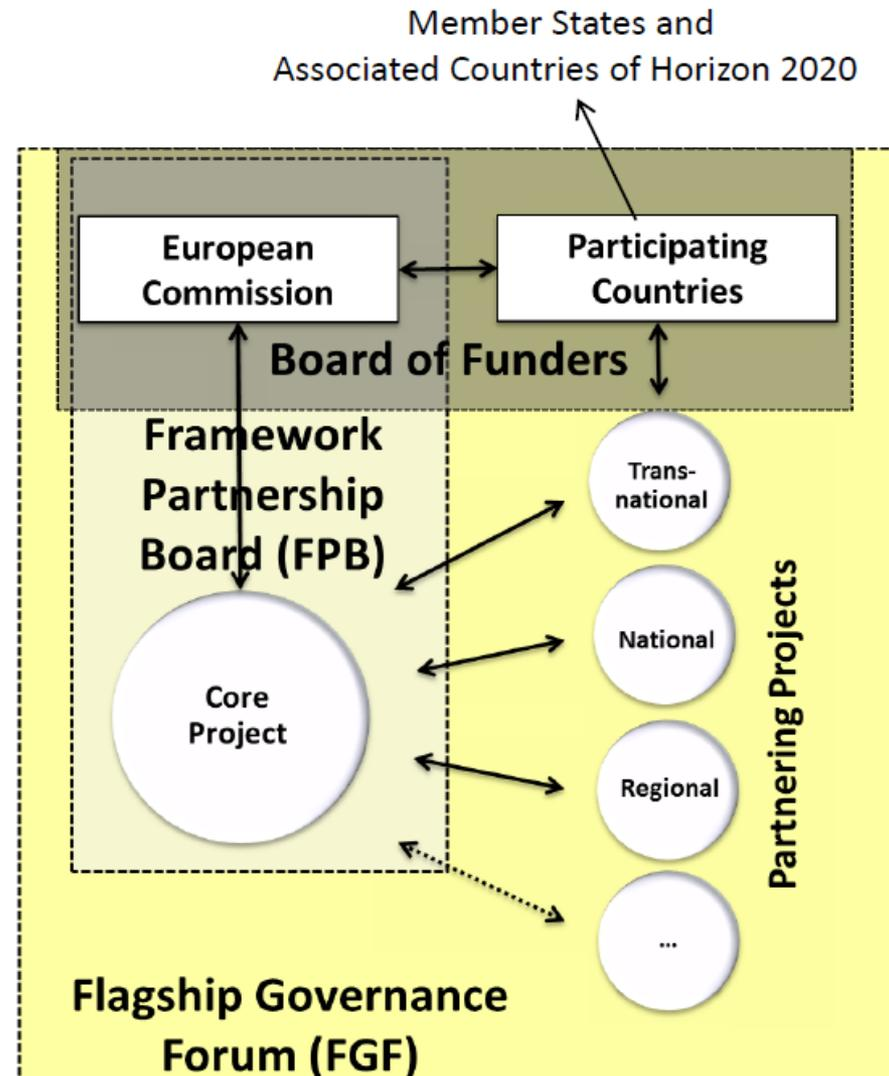 Member States and
Associated Countries of Horizon 2020
European
Commission
Participating
Countries
Board of Funders
Framework
Partnership
Board (FPB)
Trans-
national
National
Core
Project
Regional
...
Partnering Projects
Flagship Governance
Forum (FGF)